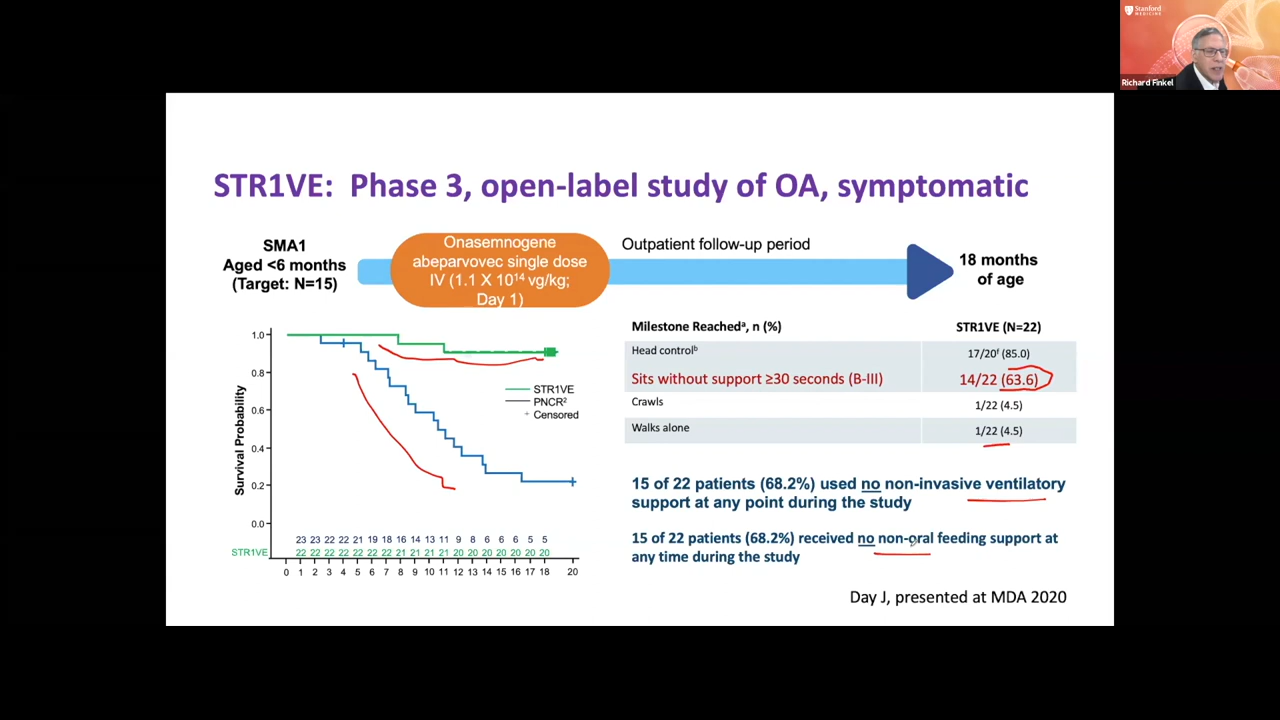 Stanford
MEDICINE
Richard Finkel
STR1VE: Phase 3, open-label study of OA, symptomatic
SMA1
Aged <6 months
(Target: N=15)
Onasemnogene
abeparvovec single dose
IV (1.1 X 10¹⁴ vg/kg;
Day 1)
Outpatient follow-up period
18 months
of age
Survival Probability
1.0
0.8
0.6
0.4
0.2
0.0
STR1VE
PNCR²
+ Censored
23 23 22 22 21 19 18 16 14 13 11 9 8 6 6 6 5 5
STR1VE 22 22 22 22 22 22 22 21 21 21 21 20 20 20 20 20 20 20
0 1 2 3 4 5 6 7 8 9 10 11 12 13 14 15 16 17 18 20
Milestone Reachedᵃ, n (%) STR1VE (N=22)
Head controlᵇ 17/20ᶠ (85.0)
Sits without support ≥30 seconds (B-III) 14/22 (63.6)
Crawls 1/22 (4.5)
Walks alone 1/22 (4.5)
15 of 22 patients (68.2%) used no non-invasive ventilatory
support at any point during the study
15 of 22 patients (68.2%) received no non-oral feeding support at
any time during the study
Day J, presented at MDA 2020